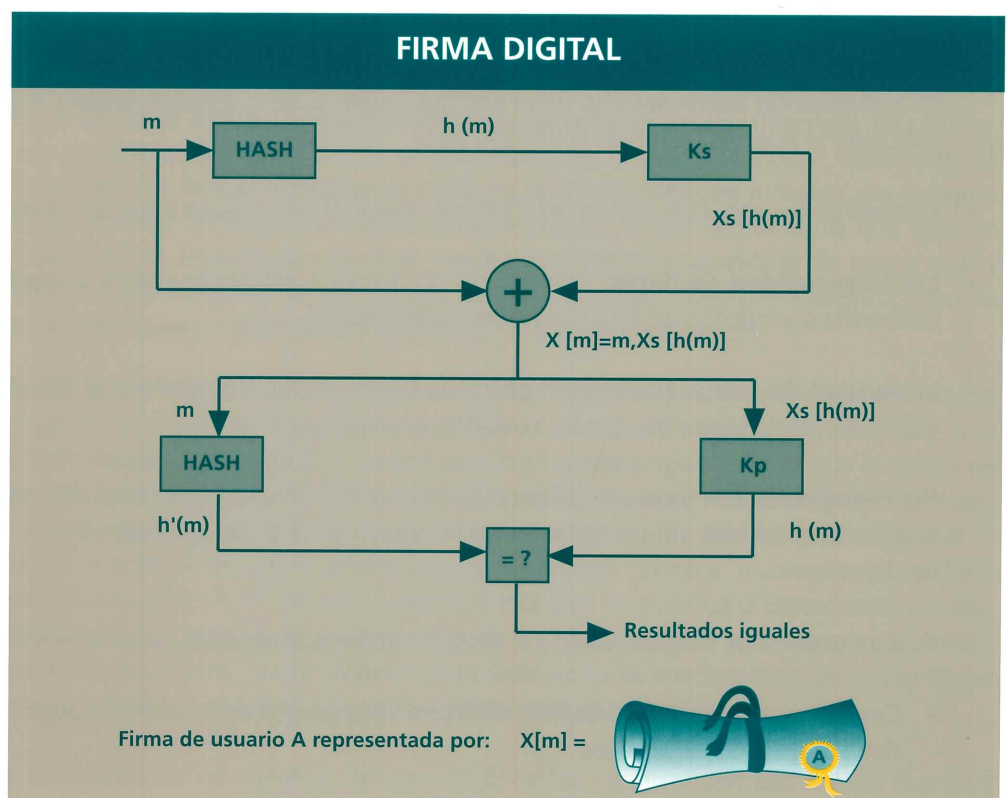 FIRMA DIGITAL
m
HASH
h (m)
Ks
Xs [h(m)]
+
X [m]=m,Xs [h(m)]
m
Xs [h(m)]
HASH
Kp
h'(m)
h (m)
= ?
Resultados iguales
Firma de usuario A representada por: X[m] =
A